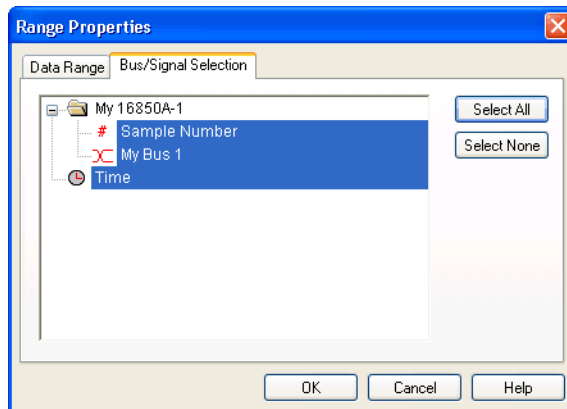 Range Properties
Data Range Bus/Signal Selection
My 16850A-1
# Sample Number
My Bus 1
Time
Select All
Select None
OK Cancel Help